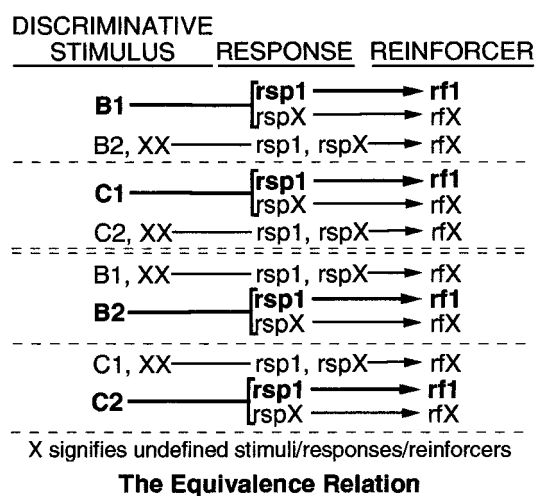 DISCRIMINATIVE
STIMULUS RESPONSE REINFORCER
B1 rsp1 rf1
rspX rfX
B2, XX rsp1, rspX rfX
C1 rsp1 rf1
rspX rfX
C2, XX rsp1, rspX rfX
B1, XX rsp1, rspX rfX
B2 rsp1 rf1
rspX rfX
C1, XX rsp1, rspX rfX
C2 rsp1 rf1
rspX rfX
X signifies undefined stimuli/responses/reinforcers
The Equivalence Relation